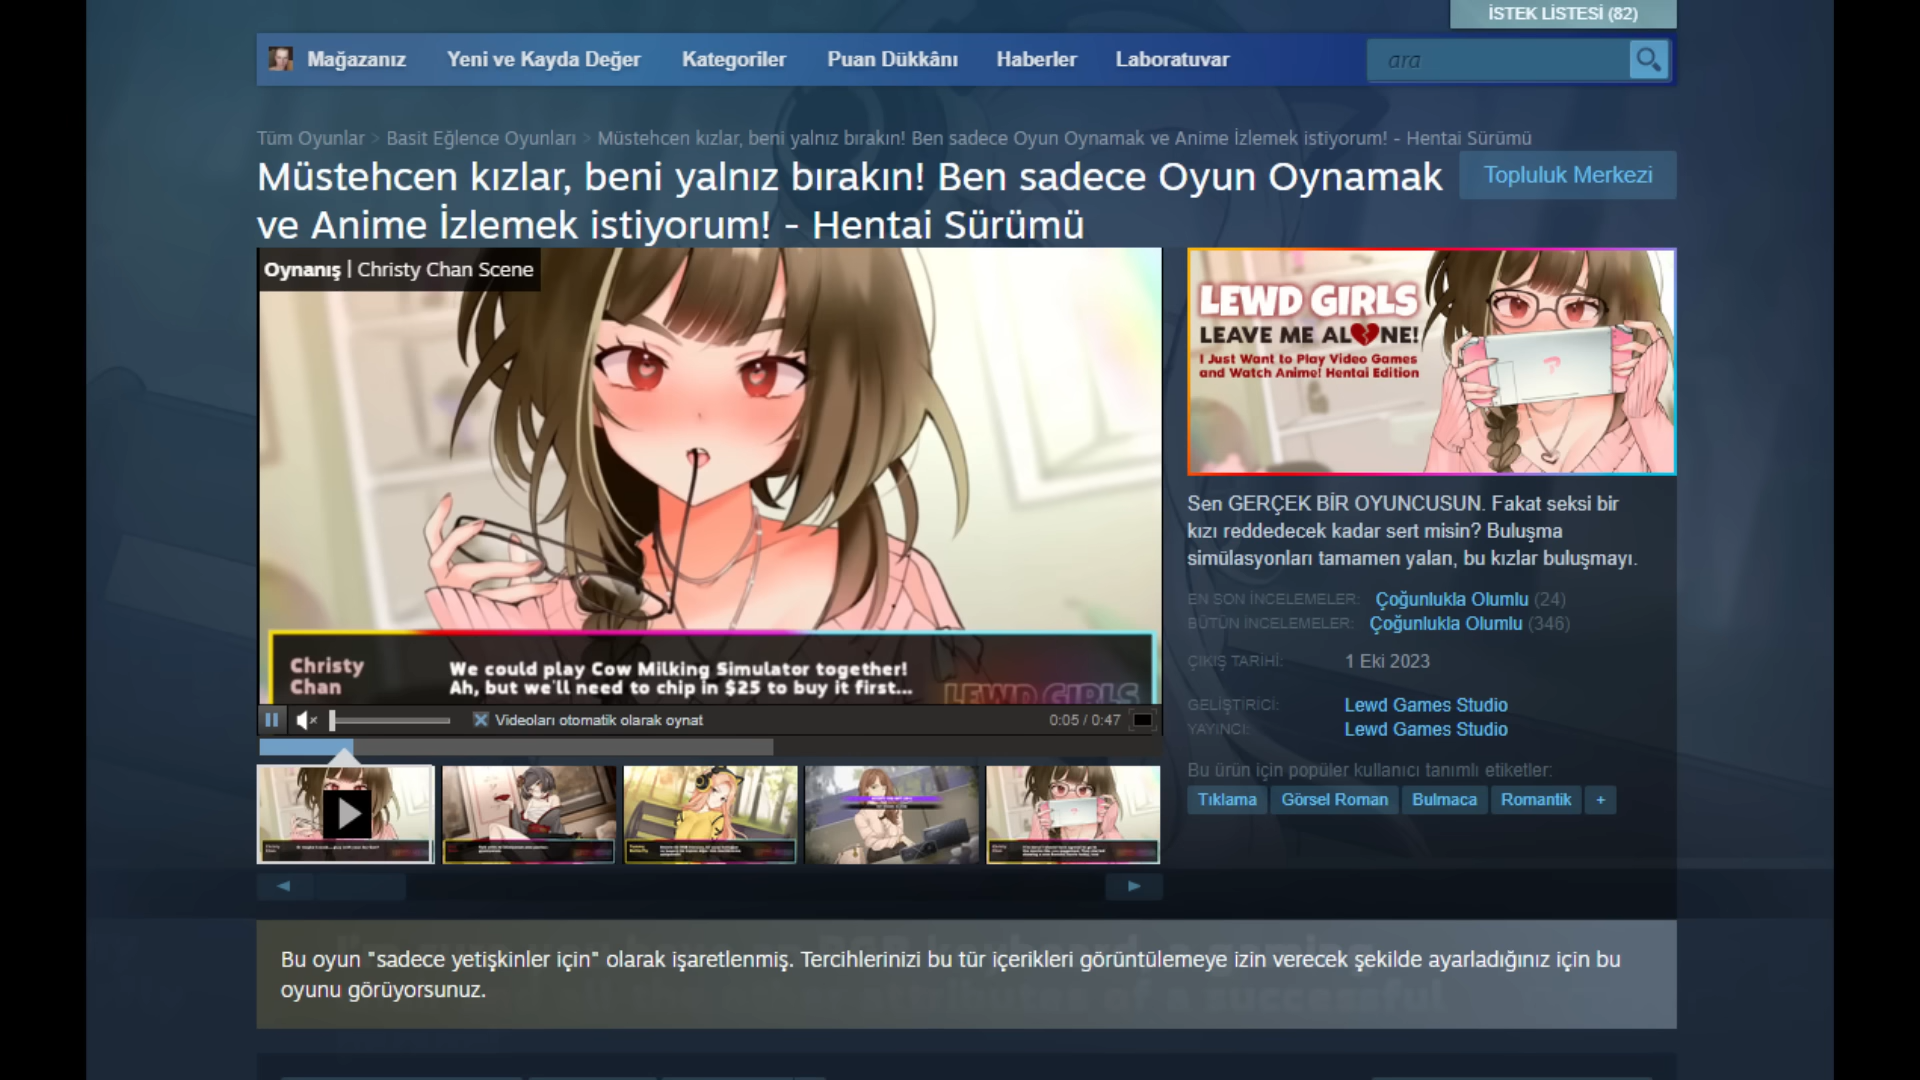 İSTEK LİSTESİ (82)
Mağazanız Yeni ve Kayda Değer Kategoriler Puan Dükkânı Haberler Laboratuvar ara
Tüm Oyunlar > Basit Eğlence Oyunları > Müstehcen kızlar, beni yalnız bırakın! Ben sadece Oyun Oynamak ve Anime İzlemek istiyorum! - Hentai Sürümü
Müstehcen kızlar, beni yalnız bırakın! Ben sadece Oyun Oynamak
ve Anime İzlemek istiyorum! - Hentai Sürümü
Topluluk Merkezi
Oynanış | Christy Chan Scene
Christy
Chan
We could play Cow Milking Simulator together!
Ah, but we'll need to chip in $25 to buy it first...
LEWD GIRLS
Videoları otomatik olarak oynat
0:05 / 0:47
LEWD GIRLS
LEAVE ME ALONE!
I Just Want to Play Video Games
and Watch Anime! Hentai Edition
Sen GERÇEK BİR OYUNCUSUN. Fakat seksi bir
kızı reddedecek kadar sert misin? Buluşma
simülasyonları tamamen yalan, bu kızlar buluşmayı.
EN SON İNCELEMELER: Çoğunlukla Olumlu (24)
BÜTÜN İNCELEMELER: Çoğunlukla Olumlu (346)
ÇIKIŞ TARİHİ: 1 Eki 2023
GELİŞTİRİCİ: Lewd Games Studio
YAYINCI: Lewd Games Studio
Bu ürün için popüler kullanıcı tanımlı etiketler:
Tıklama Görsel Roman Bulmaca Romantik +
Bu oyun "sadece yetişkinler için" olarak işaretlenmiş. Tercihlerinizi bu tür içerikleri görüntülemeye izin verecek şekilde ayarladığınız için bu
oyunu görüyorsunuz.